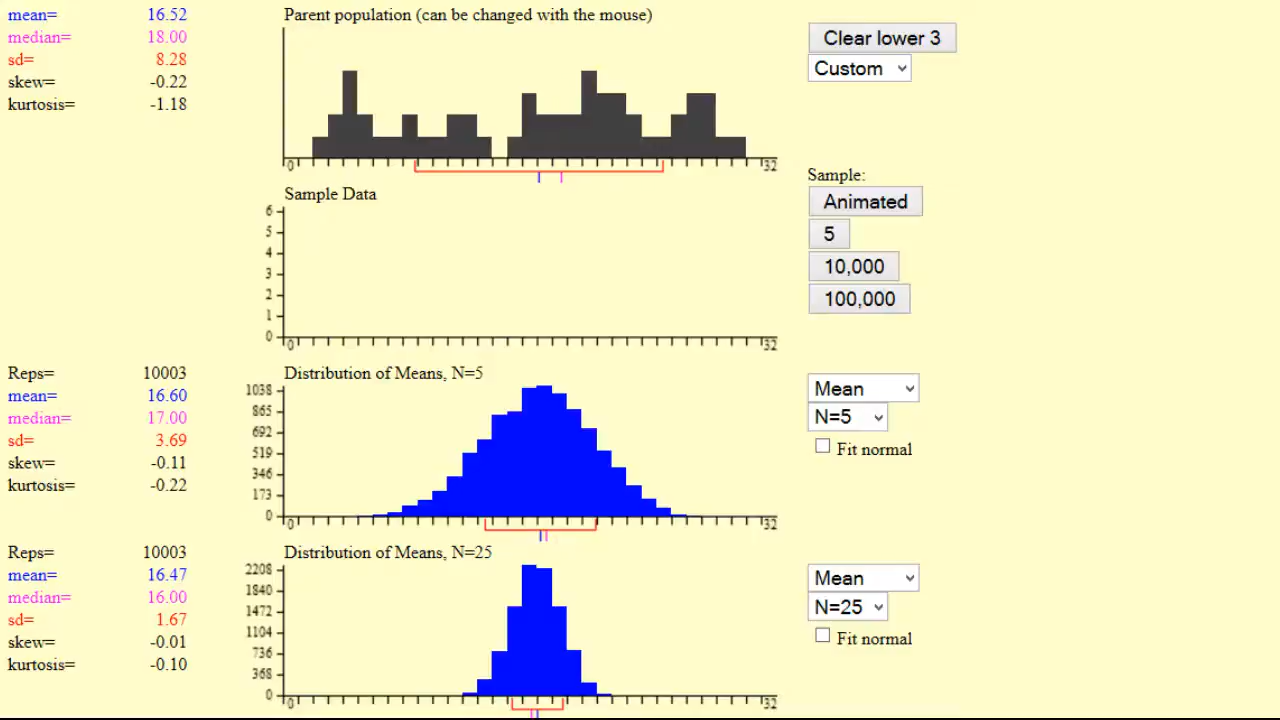 mean= 16.52
median= 18.00
sd= 8.28
skew= -0.22
kurtosis= -1.18
Parent population (can be changed with the mouse)
0 32
Clear lower 3
Custom
Sample Data
6
5
4
3
2
1
0
0 32
Sample:
Animated
5
10,000
100,000
Reps= 10003
mean= 16.60
median= 17.00
sd= 3.69
skew= -0.11
kurtosis= -0.22
Distribution of Means, N=5
1038
865
692
519
346
173
0
0 32
Mean
N=5
Fit normal
Reps= 10003
mean= 16.47
median= 16.00
sd= 1.67
skew= -0.01
kurtosis= -0.10
Distribution of Means, N=25
2208
1840
1472
1104
736
368
0
0 32
Mean
N=25
Fit normal